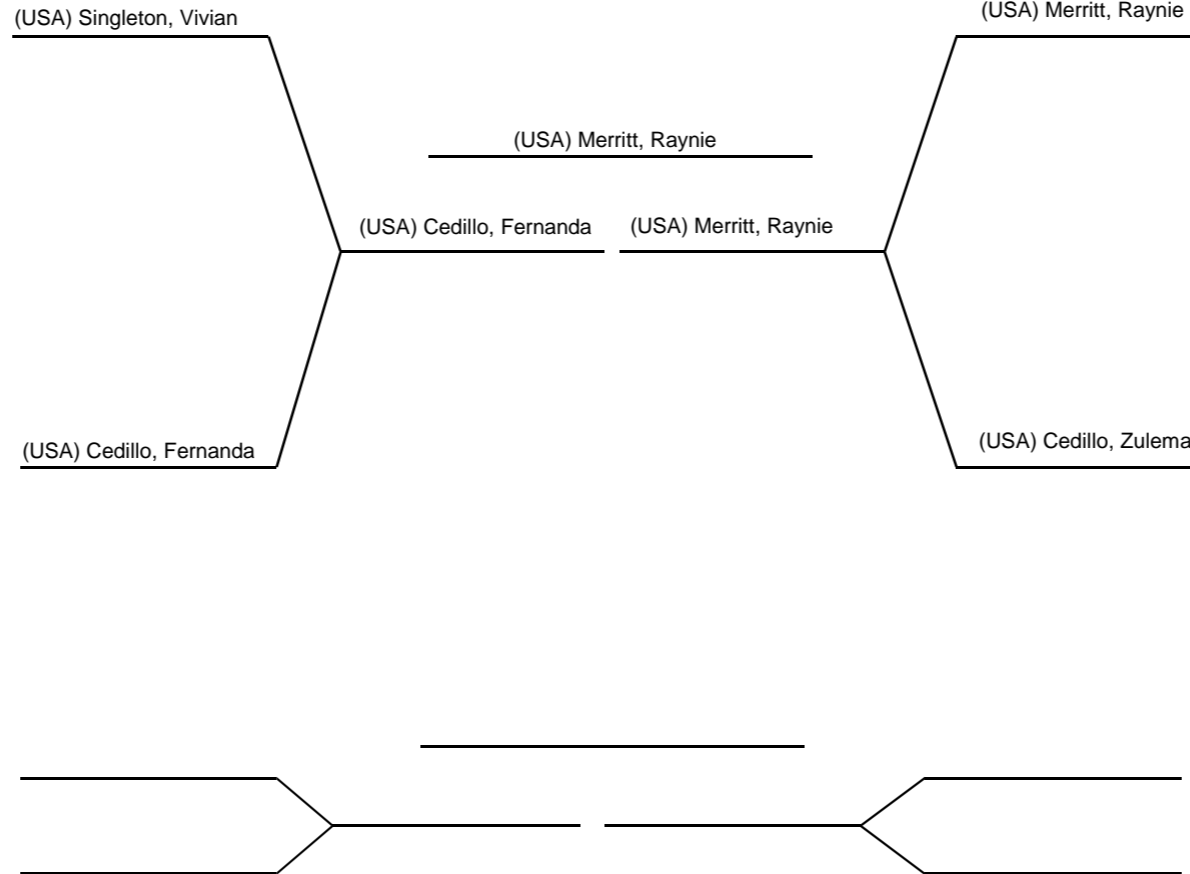 (USA) Singleton, Vivian
(USA) Merritt, Raynie
(USA) Merritt, Raynie
(USA) Cedillo, Fernanda
(USA) Merritt, Raynie
(USA) Cedillo, Fernanda
(USA) Cedillo, Zulema